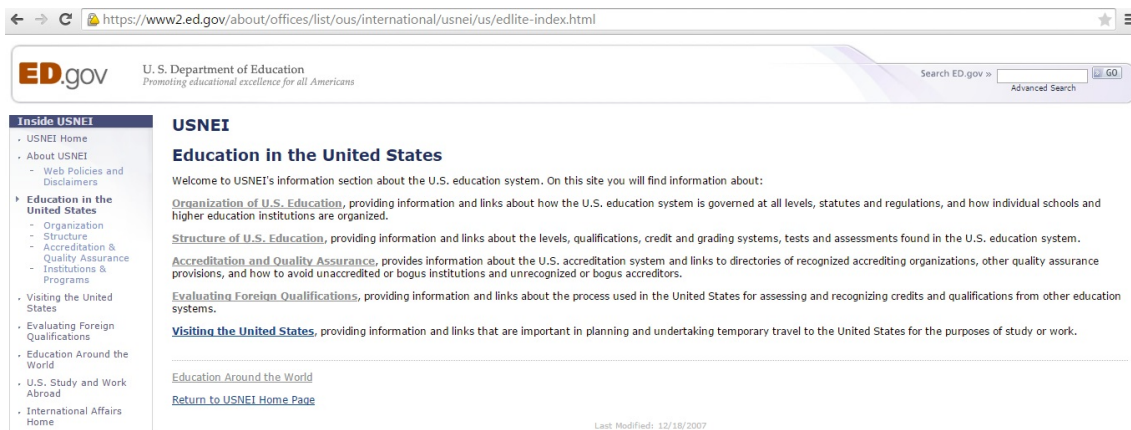 https://www2.ed.gov/about/offices/list/ous/international/usnei/us/edlite-index.html
ED.gov
U. S. Department of Education
Promoting educational excellence for all Americans
Search ED.gov »
GO
Advanced Search
Inside USNEI
USNEI Home
About USNEI
- Web Policies and
Disclaimers
Education in the
United States
- Organization
- Structure
- Accreditation &
Quality Assurance
- Institutions &
Programs
Visiting the United
States
Evaluating Foreign
Qualifications
Education Around the
World
U.S. Study and Work
Abroad
International Affairs
Home
USNEI
Education in the United States
Welcome to USNEI's information section about the U.S. education system. On this site you will find information about:
Organization of U.S. Education, providing information and links about how the U.S. education system is governed at all levels, statutes and regulations, and how individual schools and
higher education institutions are organized.
Structure of U.S. Education, providing information and links about the levels, qualifications, credit and grading systems, tests and assessments found in the U.S. education system.
Accreditation and Quality Assurance, provides information about the U.S. accreditation system and links to directories of recognized accrediting organizations, other quality assurance
provisions, and how to avoid unaccredited or bogus institutions and unrecognized or bogus accreditors.
Evaluating Foreign Qualifications, providing information and links about the process used in the United States for assessing and recognizing credits and qualifications from other education
systems.
Visiting the United States, providing information and links that are important in planning and undertaking temporary travel to the United States for the purposes of study or work.
Education Around the World
Return to USNEI Home Page
Last Modified: 12/18/2007